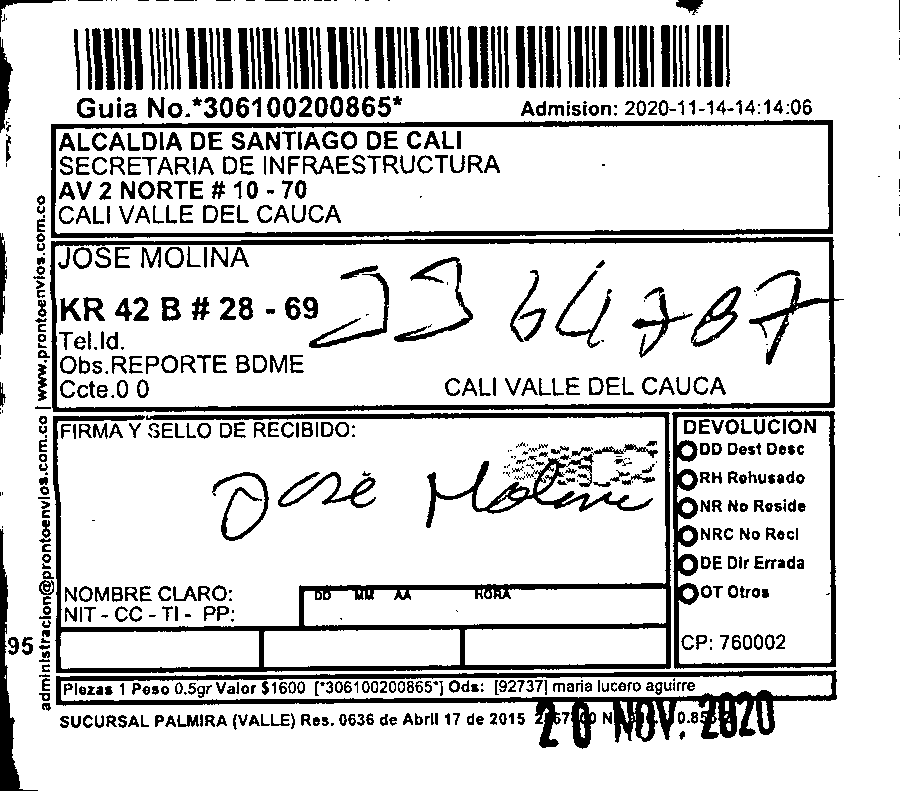 Guia No.*306100200865*
Admision: 2020-11-14-14:14:06
ALCALDIA DE SANTIAGO DE CALI
SECRETARIA DE INFRAESTRUCTURA
AV 2 NORTE # 10 - 70
CALI VALLE DEL CAUCA
JOSE MOLINA
KR 42 B # 28 - 69
Tel.Id.
Obs.REPORTE BDME
Ccte.0 0
CALI VALLE DEL CAUCA
FIRMA Y SELLO DE RECIBIDO:
José Molina
NOMBRE CLARO:
NIT - CC - TI - PP:
DD MM AA HORA
DEVOLUCION
DD Dest Desc
RH Rehusado
NR No Reside
NRC No Recl
DE Dir Errada
OT Otros
CP: 760002
Piezas 1 Peso 0.5gr Valor $1600 [*306100200865*] Ods: [92737] maria lucero aguirre
SUCURSAL PALMIRA (VALLE) Res. 0636 de Abril 17 de 2015
20 NOV. 2020
administracion@prontoenvios.com.co | www.prontoenvios.com.co
95